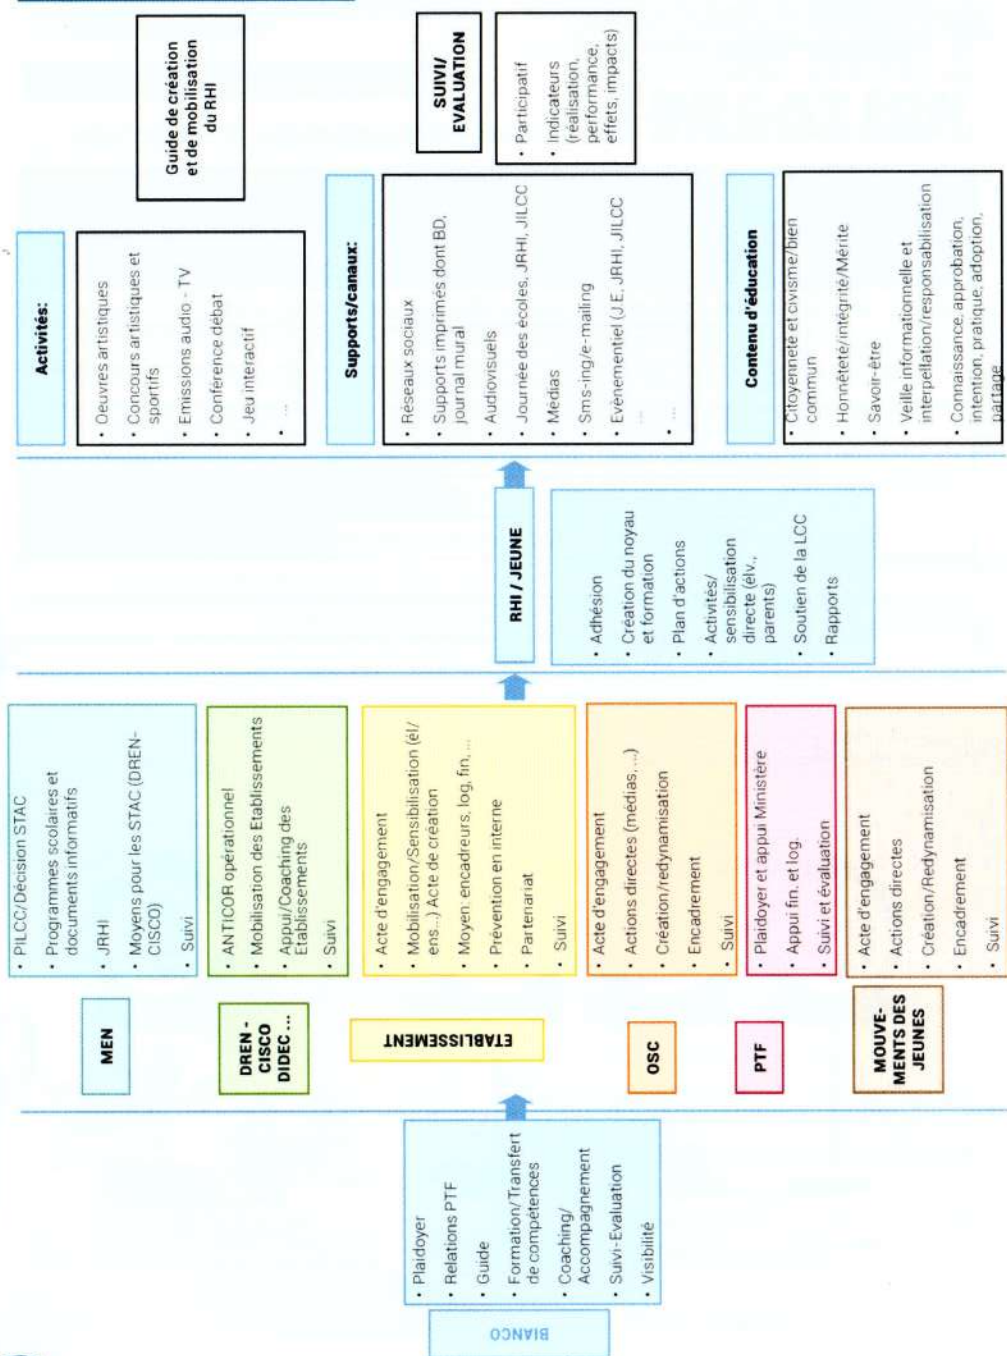 BIANCO
• Plaidoyer
• Relations PTF
• Guide
• Formation/Transfert
de compétences
• Coaching/
Accompagnement
• Suivi-Evaluation
• Visibilité
MEN
• PILCC/Décision STAC
• Programmes scolaires et
documents informatifs
• JRHI
• Moyens pour les STAC (DREN-
CISCO)
• Suivi
DREN -
CISCO
DIDEC ...
• ANTICOR opérationnel
• Mobilisation des Etablissements
• Appui/Coaching des
Etablissements
• Suivi
ETABLISSEMENT
• Acte d'engagement
• Mobilisation/Sensibilisation (él/
ens...) Acte de création
• Moyen: encadreurs, log, fin, ...
• Prévention en interne
• Partenariat
• Suivi
OSC
• Acte d'engagement
• Actions directes (médias, ...)
• Création/redynamisation
• Encadrement
• Suivi
PTF
• Plaidoyer et appui Ministère
• Appui fin. et log.
• Suivi et évaluation
MOUVE-
MENTS DES
JEUNES
• Acte d'engagement
• Actions directes
• Création/Redynamisation
• Encadrement
• Suivi
RHI / JEUNE
• Adhésion
• Création du noyau
et formation
• Plan d'actions
• Activités/
sensibilisation
directe (élv.,
parents)
• Soutien de la LCC
• Rapports
Activités:
• Oeuvres artistiques
• Concours artistiques et
sportifs
• Emissions audio - TV
• Conférence débat
• Jeu interactif
• ...
Supports/canaux:
• Réseaux sociaux
• Supports imprimés dont BD,
journal mural
• Audiovisuels
• Journée des écoles, JRHI, JILCC
• Médias
• Sms-ing/e-mailing
• Evènementiel (J E, JRHI, JILCC
...
• ...
Contenu d'éducation
• Citoyenneté et civisme/bien
commun
• Honnêteté/intégrité/Mérite
• Savoir-être
• Veille informationnelle et
interpellation/responsabilisation
• Connaissance, approbation,
intention, pratique, adoption,
partage
Guide de création
et de mobilisation
du RHI
SUIVI/
EVALUATION
• Participatif
• Indicateurs
(réalisation,
performance,
effets, impacts)